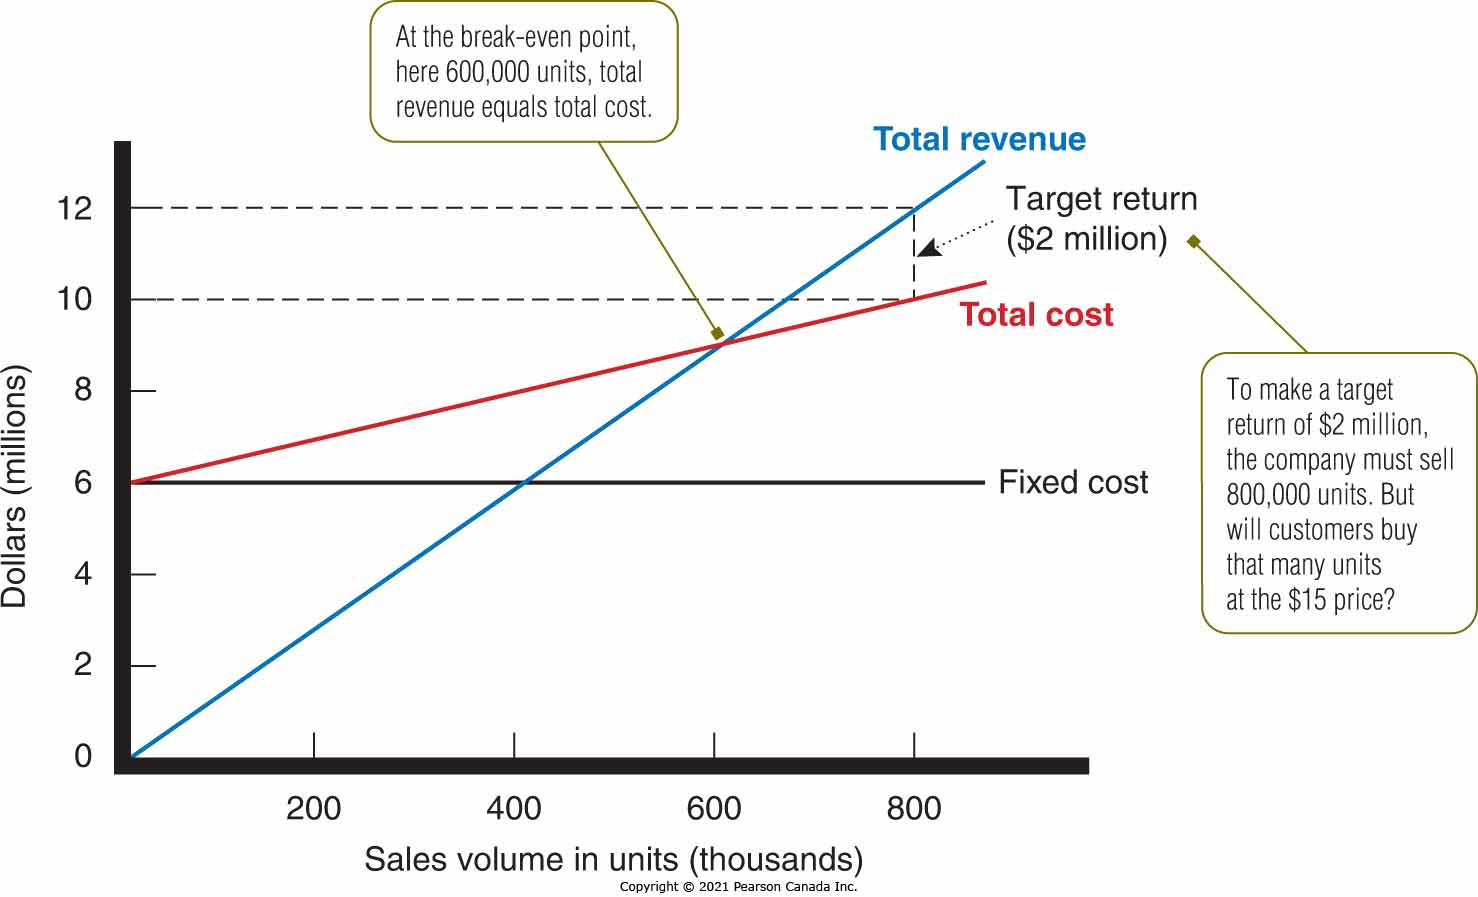 At the break-even point,
here 600,000 units, total
revenue equals total cost.
Total revenue
Target return
($2 million)
Total cost
To make a target
return of $2 million,
the company must sell
800,000 units. But
will customers buy
that many units
at the $15 price?
Fixed cost
Dollars (millions)
12
10
8
6
4
2
0
200 400 600 800
Sales volume in units (thousands)
Copyright © 2021 Pearson Canada Inc.